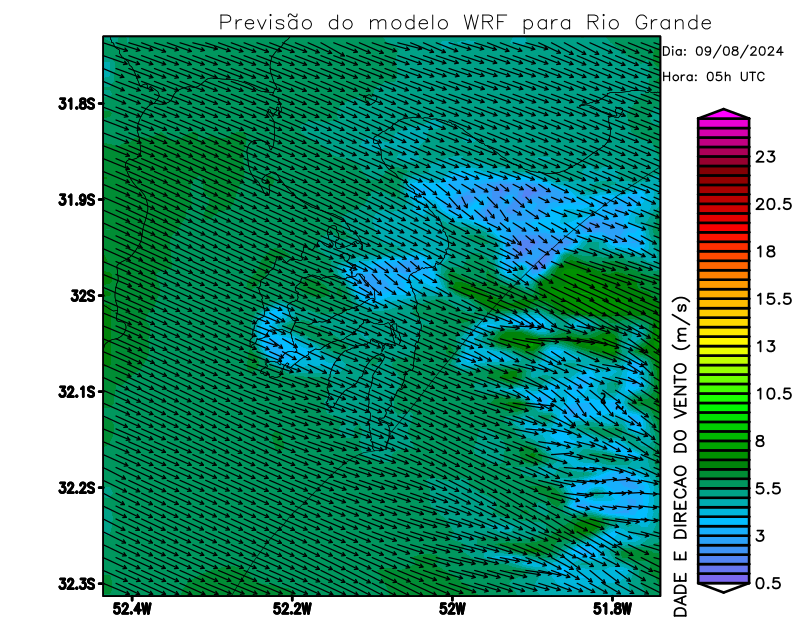 Previsão do modelo WRF para Rio Grande
Dia: 09/08/2024
Hora: 05h UTC
31.8S
31.9S
32S
32.1S
32.2S
32.3S
52.4W
52.2W
52W
51.8W
23
20.5
18
15.5
13
10.5
8
5.5
3
0.5
DADE E DIRECAO DO VENTO (m/s)